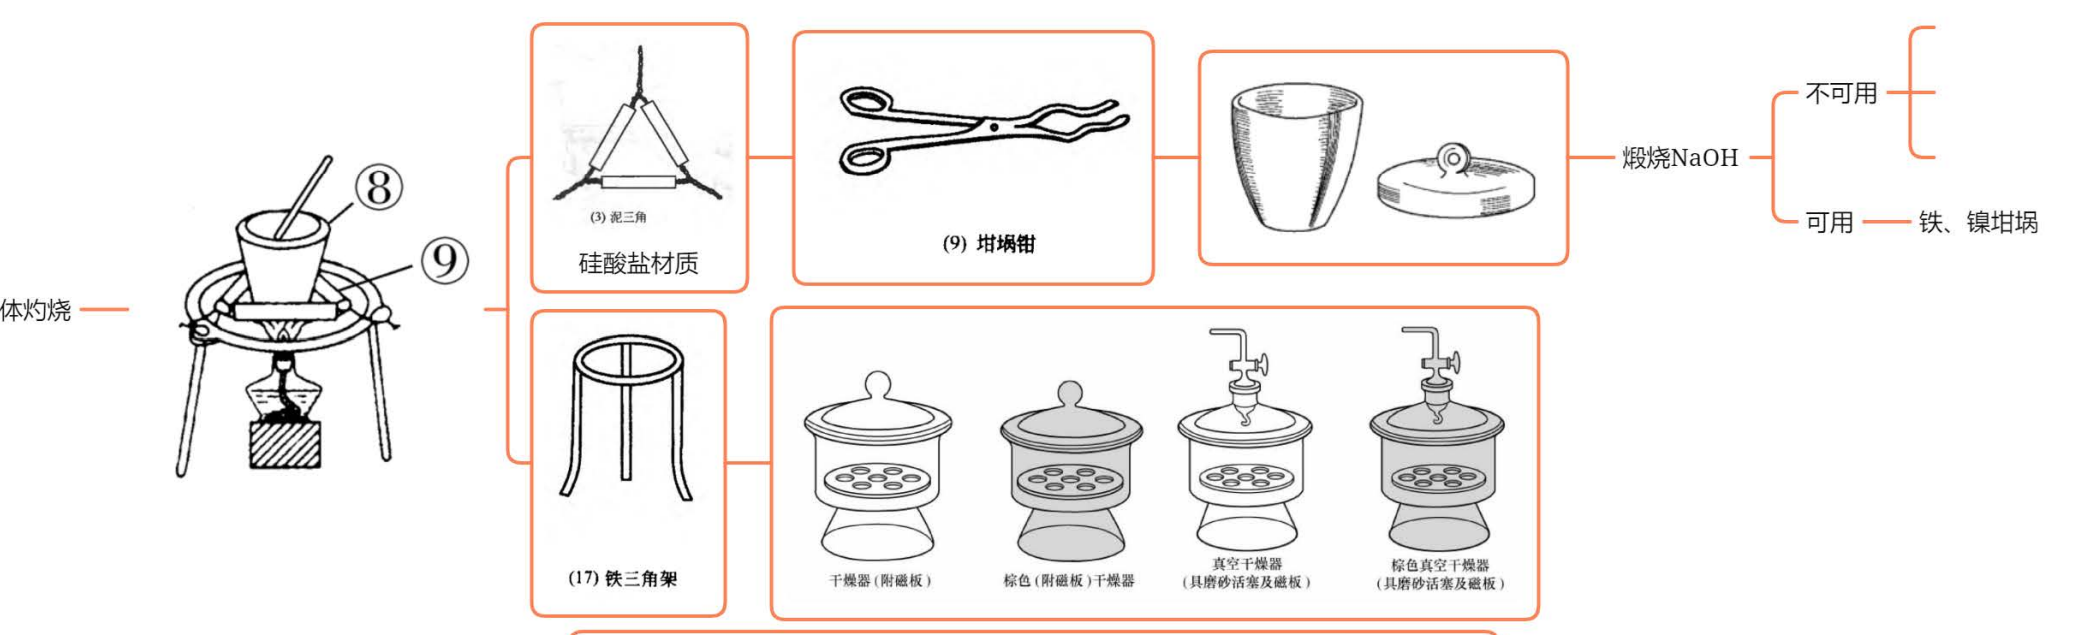 体灼烧
⑧
⑨
(3) 泥三角
硅酸盐材质
(9) 坩埚钳
煅烧NaOH
不可用
可用
铁、镍坩埚
(17) 铁三角架
干燥器(附磁板)
棕色(附磁板)干燥器
真空干燥器
(具磨砂活塞及磁板)
棕色真空干燥器
(具磨砂活塞及磁板)